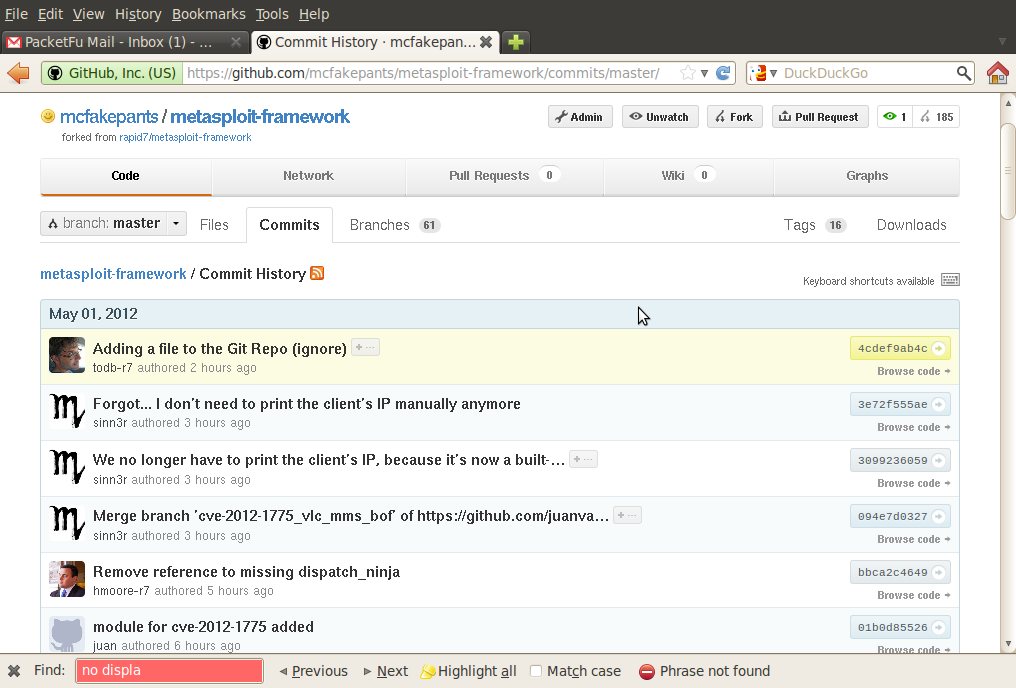 File Edit View History Bookmarks Tools Help
PacketFu Mail - Inbox (1) - ... Commit History · mcfakepan...
GitHub, Inc. (US) https://github.com/mcfakepants/metasploit-framework/commits/master/ DuckDuckGo
mcfakepants / metasploit-framework Admin Unwatch Fork Pull Request 1 185
forked from rapid7/metasploit-framework
Code Network Pull Requests 0 Wiki 0 Graphs
branch: master Files Commits Branches 61 Tags 16 Downloads
metasploit-framework / Commit History Keyboard shortcuts available
May 01, 2012
Adding a file to the Git Repo (ignore) 4cdef9ab4c
todb-r7 authored 2 hours ago Browse code
Forgot... I don't need to print the client's IP manually anymore 3e72f555ae
sinn3r authored 3 hours ago Browse code
We no longer have to print the client's IP, because it's now a built-... 3099236059
sinn3r authored 3 hours ago Browse code
Merge branch 'cve-2012-1775_vlc_mms_bof' of https://github.com/juanva... 094e7d0327
sinn3r authored 3 hours ago Browse code
Remove reference to missing dispatch_ninja bbca2c4649
hmoore-r7 authored 5 hours ago Browse code
module for cve-2012-1775 added 01b0d85526
juan authored 6 hours ago Browse code
Find: no displa Previous Next Highlight all Match case Phrase not found